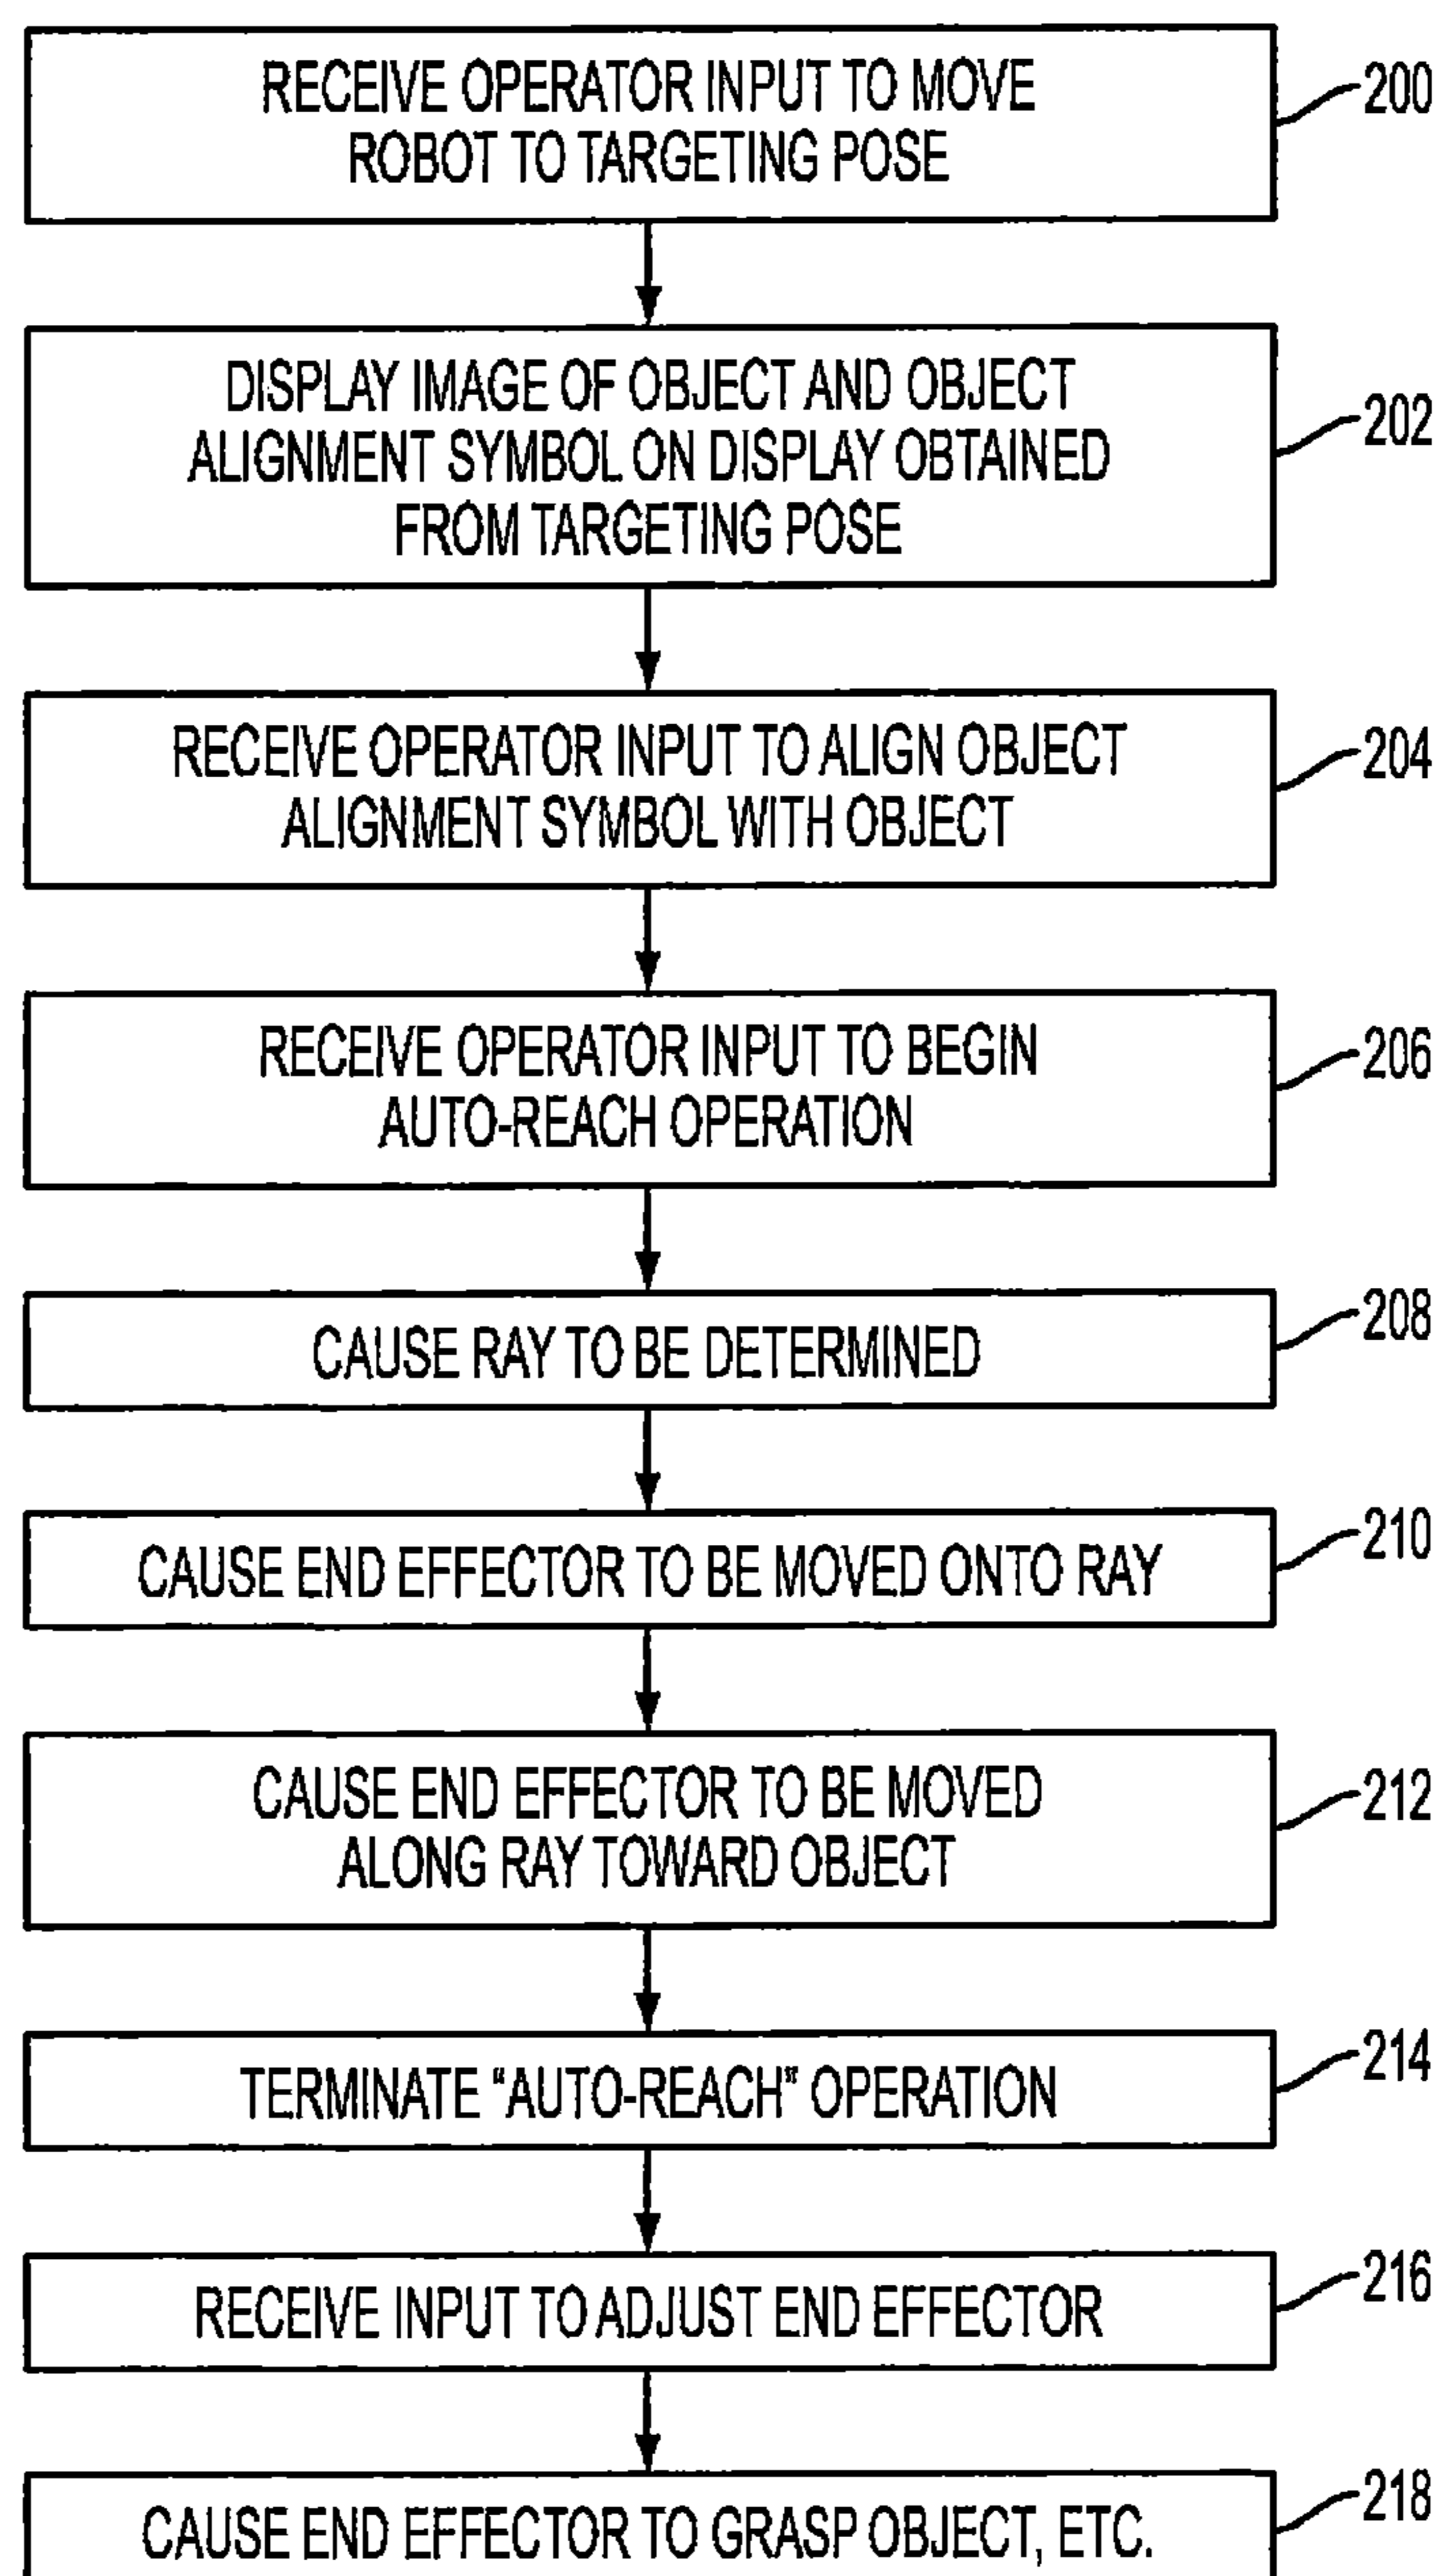 RECEIVE OPERATOR INPUT TO MOVE
ROBOT TO TARGETING POSE
200
DISPLAY IMAGE OF OBJECT AND OBJECT
ALIGNMENT SYMBOL ON DISPLAY OBTAINED
FROM TARGETING POSE
202
RECEIVE OPERATOR INPUT TO ALIGN OBJECT
ALIGNMENT SYMBOL WITH OBJECT
204
RECEIVE OPERATOR INPUT TO BEGIN
AUTO-REACH OPERATION
206
CAUSE RAY TO BE DETERMINED
208
CAUSE END EFFECTOR TO BE MOVED ONTO RAY
210
CAUSE END EFFECTOR TO BE MOVED
ALONG RAY TOWARD OBJECT
212
TERMINATE “AUTO-REACH” OPERATION
214
RECEIVE INPUT TO ADJUST END EFFECTOR
216
CAUSE END EFFECTOR TO GRASP OBJECT, ETC.
218